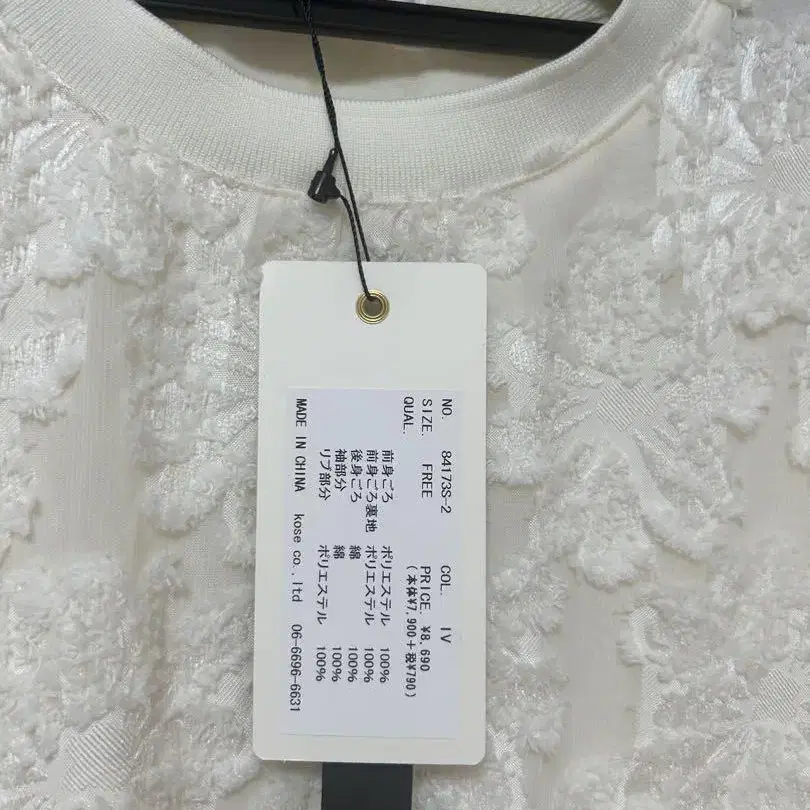 NO. 84173S-2 COL. IV
SIZE. FREE PRICE. ¥8,690
QUAL. (本体¥7,900+税¥790)
前身ごろ ポリエステル 100%
前身ごろ裏地 ポリエステル 100%
後身ごろ 綿 100%
袖部分 綿 100%
リブ部分 ポリエステル 100%
MADE IN CHINA kose co.,ltd 06-6696-6631